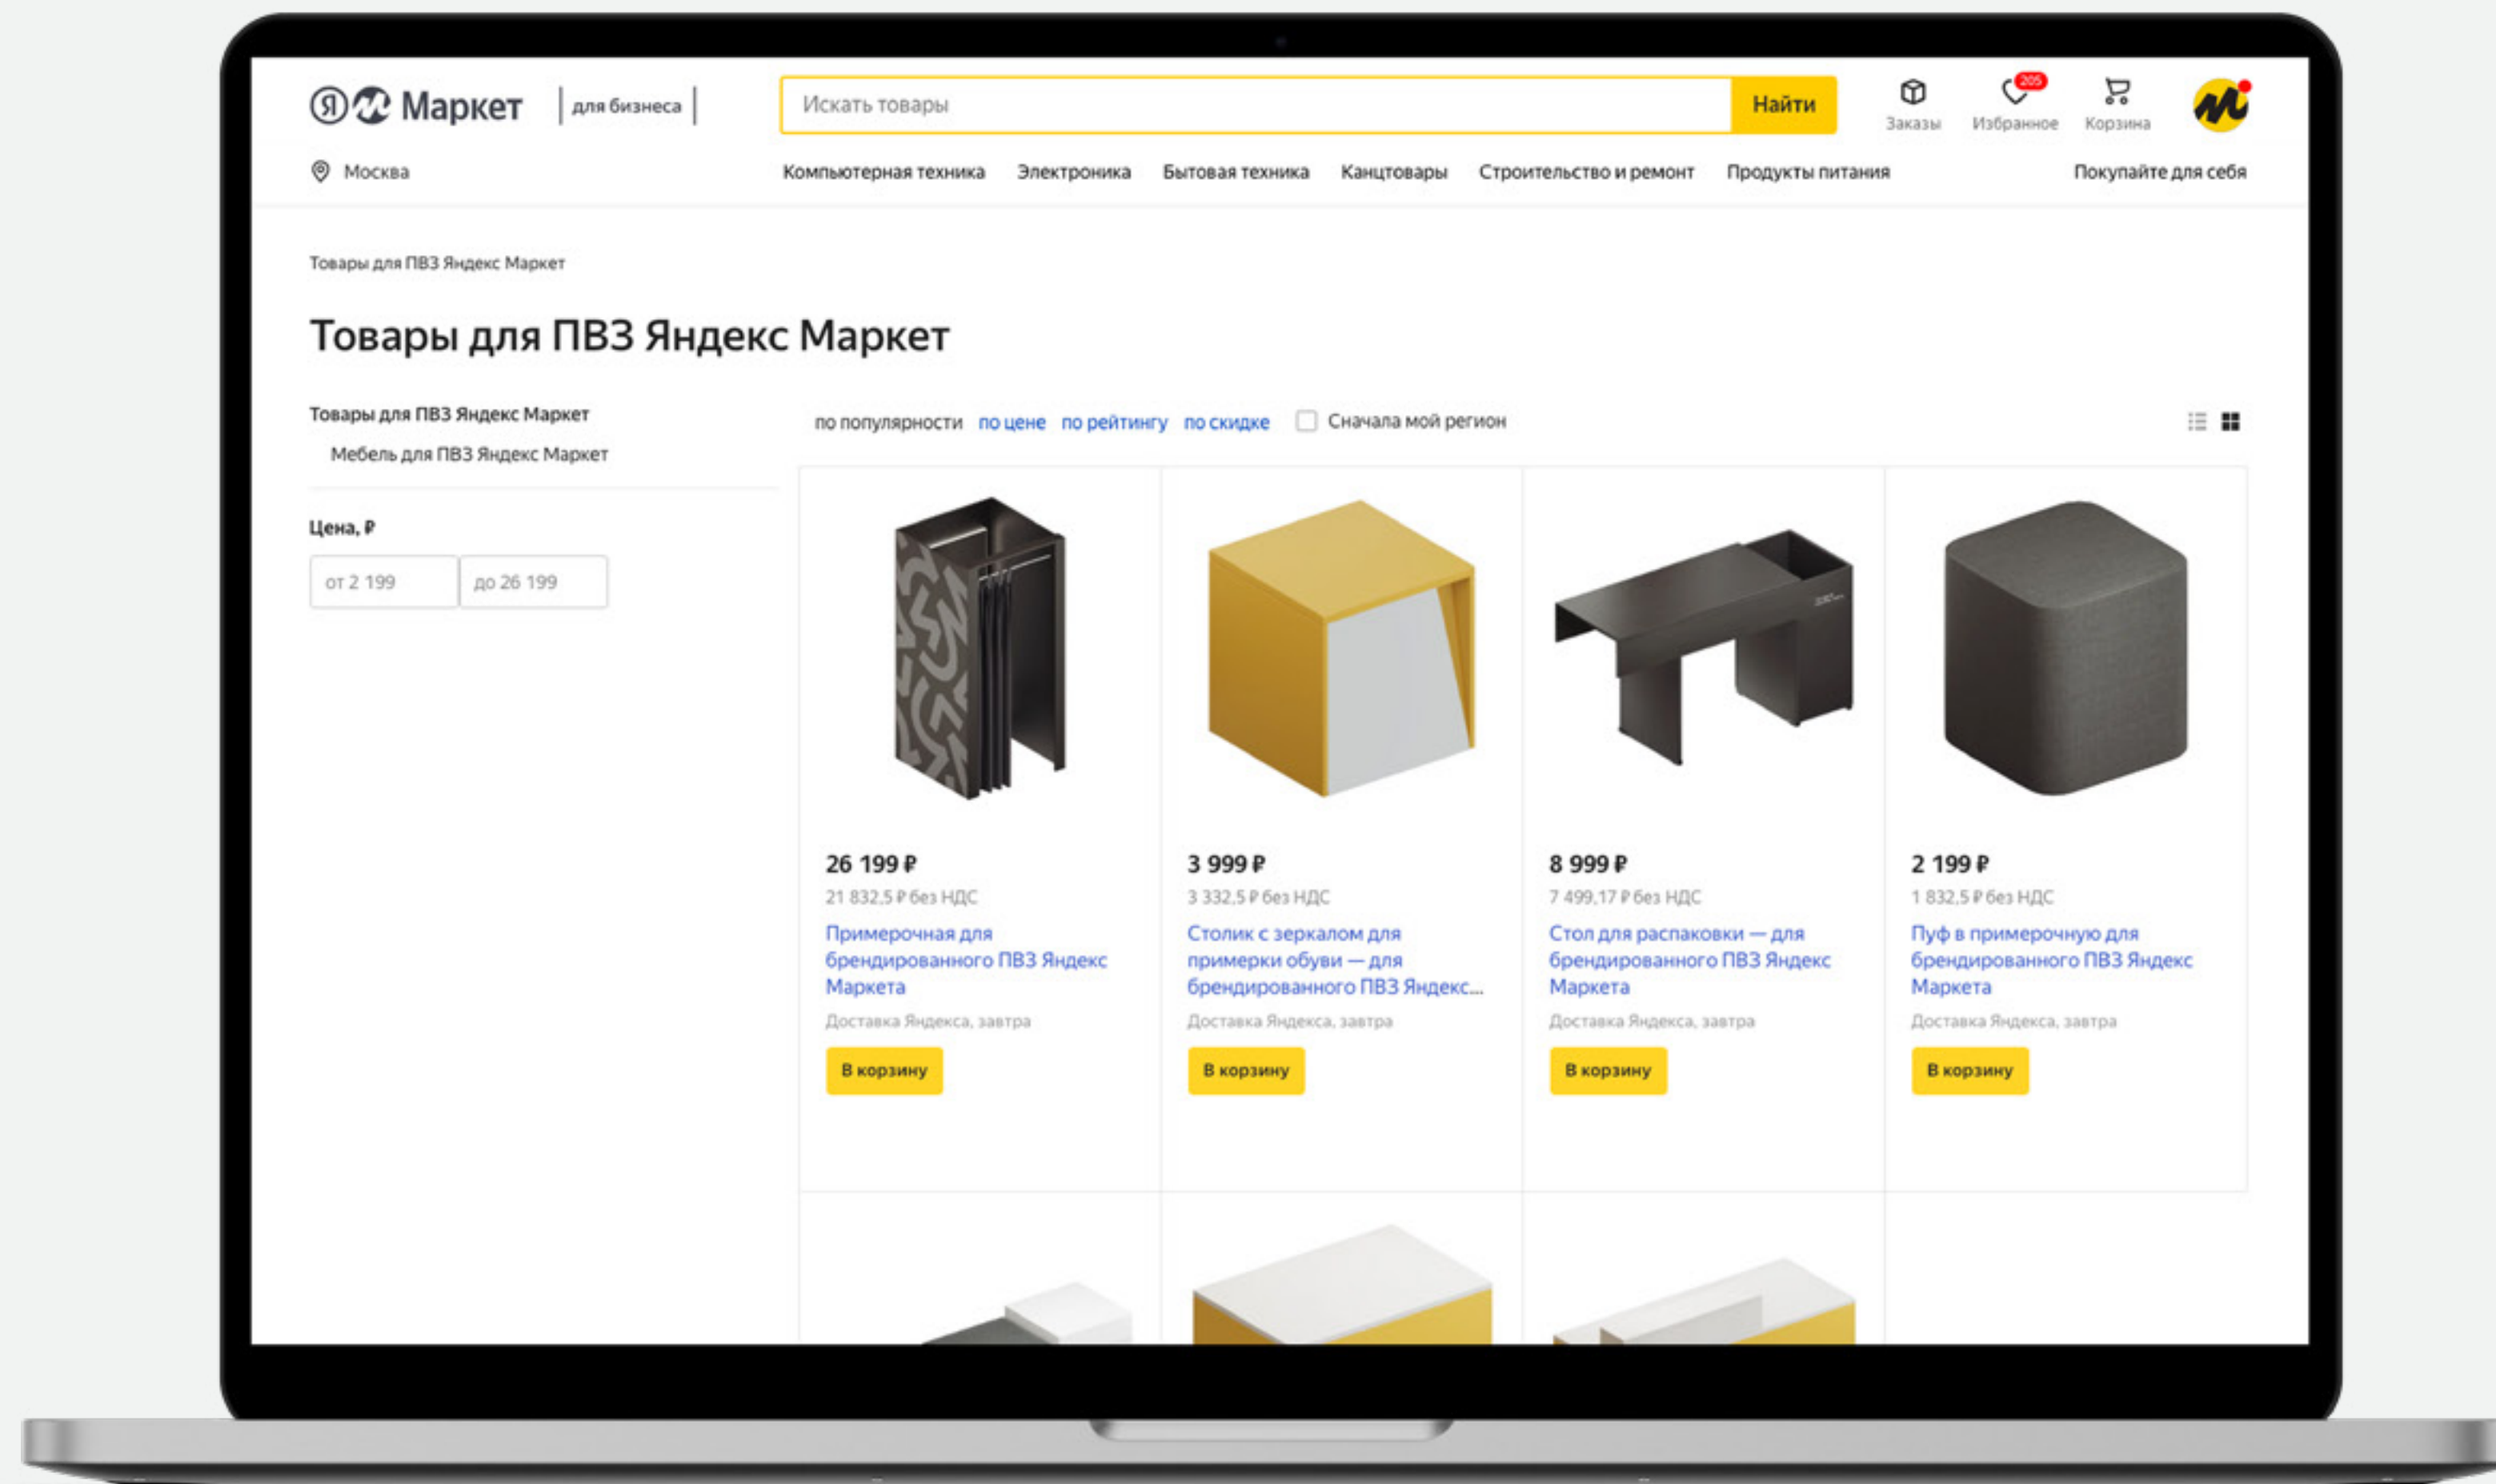 Я Маркет
для бизнеса
Искать товары
Найти
Заказы
205
Избранное
Корзина
Москва
Компьютерная техника
Электроника
Бытовая техника
Канцтовары
Строительство и ремонт
Продукты питания
Покупайте для себя
Товары для ПВЗ Яндекс Маркет
Товары для ПВЗ Яндекс Маркет
Товары для ПВЗ Яндекс Маркет
Мебель для ПВЗ Яндекс Маркет
Цена, ₽
от 2 199
до 26 199
по популярности
по цене
по рейтингу
по скидке
Сначала мой регион
26 199 ₽
21 832,5 ₽ без НДС
Примерочная для
брендированного ПВЗ Яндекс
Маркета
Доставка Яндекса, завтра
В корзину
3 999 ₽
3 332,5 ₽ без НДС
Столик с зеркалом для
примерки обуви — для
брендированного ПВЗ Яндекс...
Доставка Яндекса, завтра
В корзину
8 999 ₽
7 499,17 ₽ без НДС
Стол для распаковки — для
брендированного ПВЗ Яндекс
Маркета
Доставка Яндекса, завтра
В корзину
2 199 ₽
1 832,5 ₽ без НДС
Пуф в примерочную для
брендированного ПВЗ Яндекс
Маркета
Доставка Яндекса, завтра
В корзину